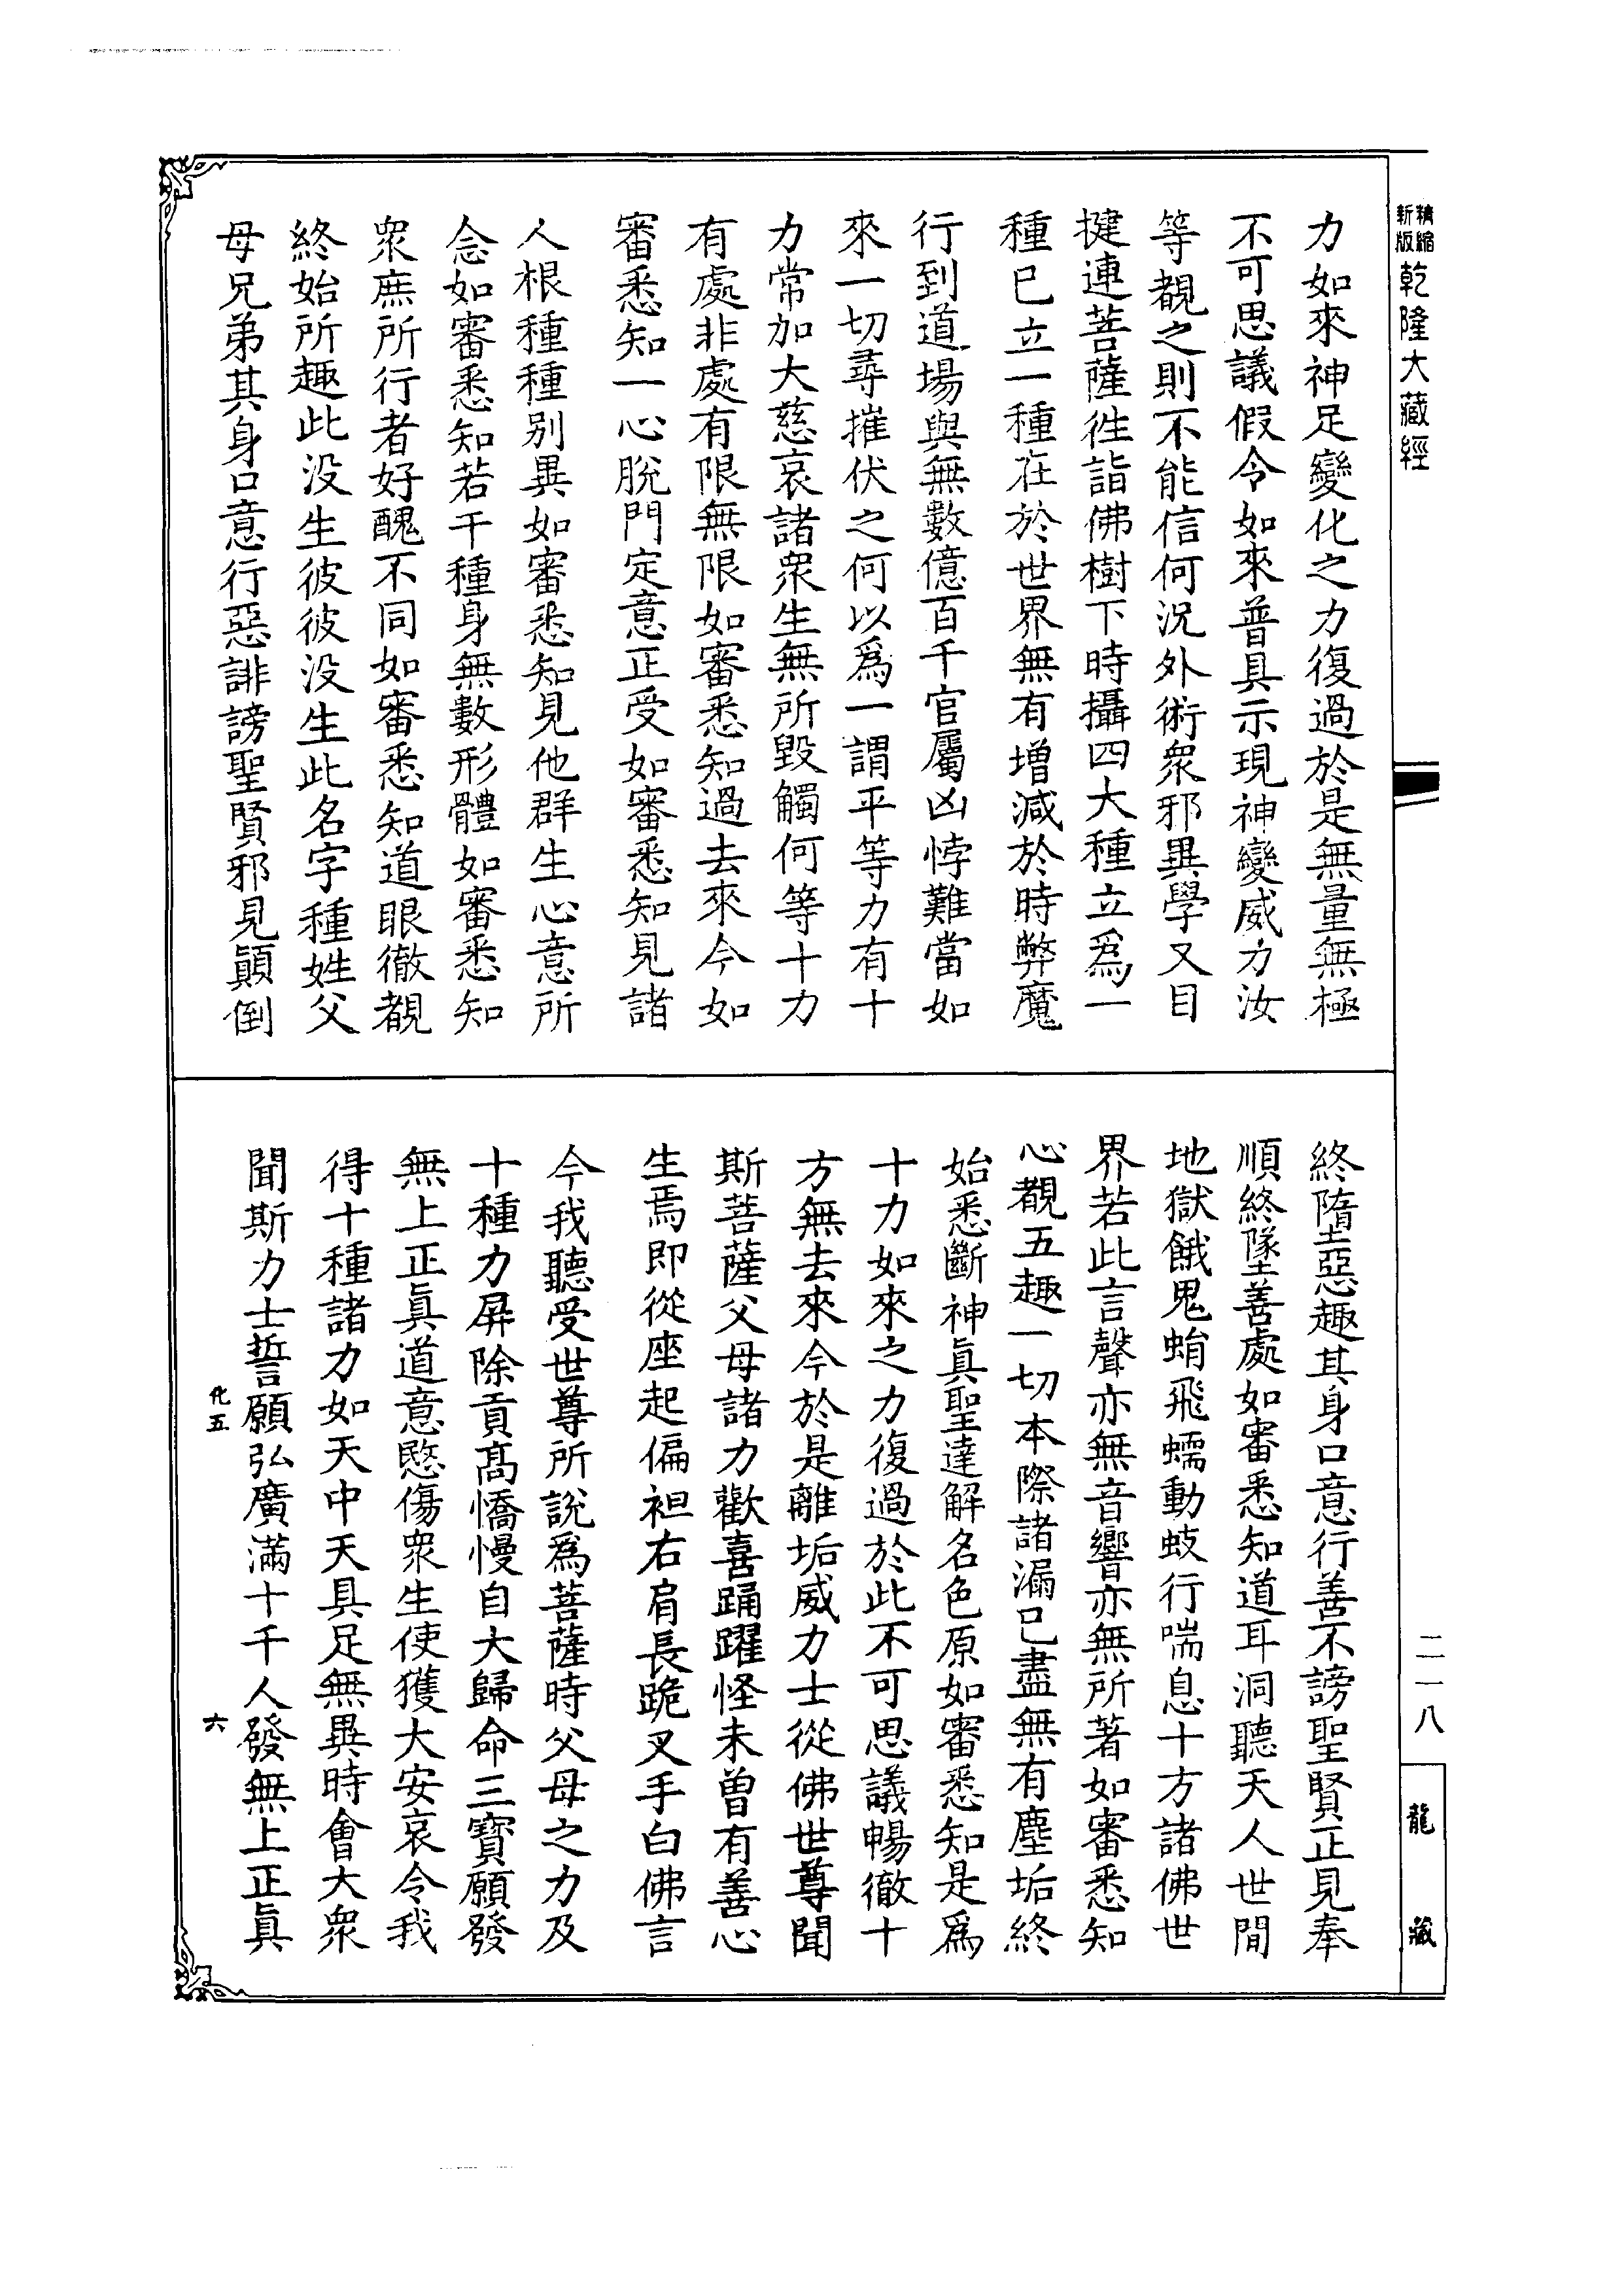 精縮新版乾隆大藏經
力如來神足變化之力復過於是無量無極
不可思議假令如來普具示現神變威力汝
等覩之則不能信何況外術衆邪異學又目
揵連菩薩徃詣佛樹下時攝四大種立爲一
種已立一種在於世界無有增減於時弊魔
行到道場與無數億百千官屬凶悖難當如
來一切尋摧伏之何以爲一謂平等力有十
力常加大慈哀諸衆生無所毀觸何等十力
有處非處有限無限如審悉知過去來今如
審悉知一心脫門定意正受如審悉知見諸
人根種種別異如審悉知見他群生心意所
念如審悉知若干種身無數形體如審悉知
衆庶所行者好醜不同如審悉知道眼徹覩
終始所趣此没生彼彼没生此名字種姓父
母兄弟其身口意行惡誹謗聖賢邪見顚倒
終墮惡趣其身口意行善不謗聖賢正見奉
順終墜善處如審悉知道耳洞聽天人世間
地獄餓鬼蜎飛蠕動蚑行喘息十方諸佛世
界若此言聲亦無音響亦無所著如審悉知
心覩五趣一切本際諸漏已盡無有塵垢終
始悉斷神眞聖達解名色原如審悉知是爲
十力如來之力復過於此不可思議暢徹十
方無去來今於是離垢威力士從佛世尊聞
斯菩薩父母諸力歡喜踊躍怪未曽有善心
生焉即從座起偏袒右肩長跪叉手白佛言
今我聽受世尊所說爲菩薩時父母之力及
十種力屏除貢高憍慢自大歸命三寶願發
無上正眞道意愍傷衆生使獲大安哀令我
得十種諸力如天中天具足無異時會大衆
聞斯力士誓願弘廣滿十千人發無上正眞
化五
六
二一八
龍藏